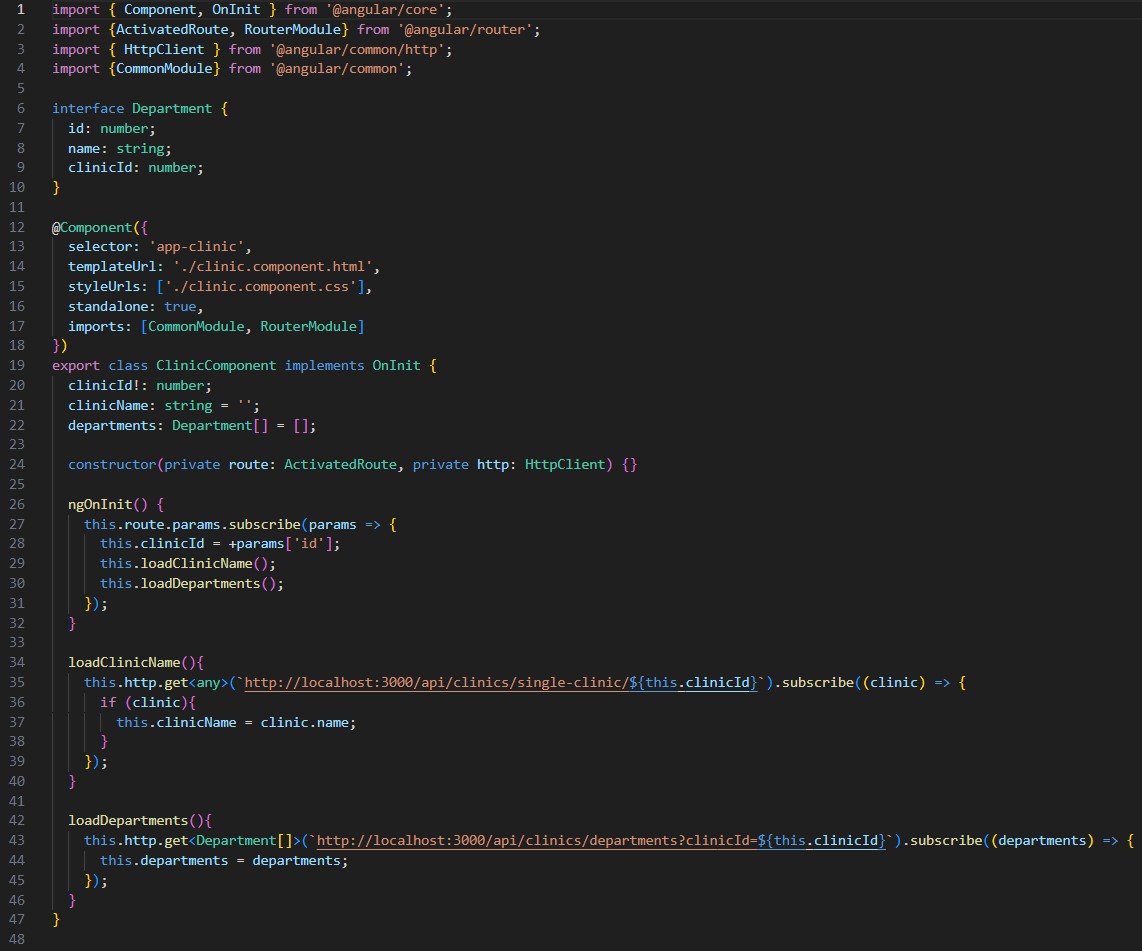 1 import { Component, OnInit } from '@angular/core';
2 import {ActivatedRoute, RouterModule} from '@angular/router';
3 import { HttpClient } from '@angular/common/http';
4 import {CommonModule} from '@angular/common';
5
6 interface Department {
7   id: number;
8   name: string;
9   clinicId: number;
10 }
11
12 @Component({
13   selector: 'app-clinic',
14   templateUrl: './clinic.component.html',
15   styleUrls: ['./clinic.component.css'],
16   standalone: true,
17   imports: [CommonModule, RouterModule]
18 })
19 export class ClinicComponent implements OnInit {
20   clinicId!: number;
21   clinicName: string = '';
22   departments: Department[] = [];
23
24   constructor(private route: ActivatedRoute, private http: HttpClient) {}
25
26   ngOnInit() {
27     this.route.params.subscribe(params => {
28       this.clinicId = +params['id'];
29       this.loadClinicName();
30       this.loadDepartments();
31     });
32   }
33
34   loadClinicName(){
35     this.http.get<any>(`http://localhost:3000/api/clinics/single-clinic/${this.clinicId}`).subscribe((clinic) => {
36       if (clinic){
37         this.clinicName = clinic.name;
38       }
39     });
40   }
41
42   loadDepartments(){
43     this.http.get<Department[]>(`http://localhost:3000/api/clinics/departments?clinicId=${this.clinicId}`).subscribe((departments) => {
44       this.departments = departments;
45     });
46   }
47 }
48